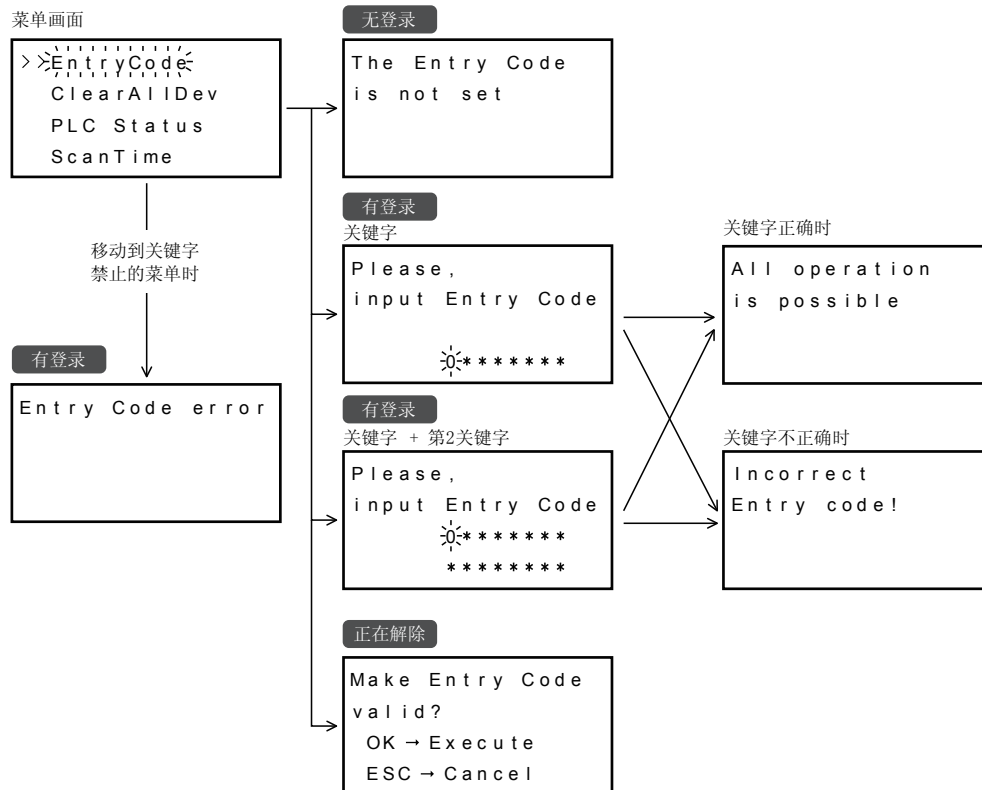 菜单画面
>>EntryCode
ClearAllDev
PLC Status
ScanTime
移动到关键字
禁止的菜单时
有登录
Entry Code error
无登录
The Entry Code
is not set
有登录
关键字
Please,
input Entry Code
0*******
有登录
关键字 + 第2关键字
Please,
input Entry Code
0*******
********
正在解除
Make Entry Code
valid?
OK → Execute
ESC → Cancel
关键字正确时
All operation
is possible
关键字不正确时
Incorrect
Entry code!